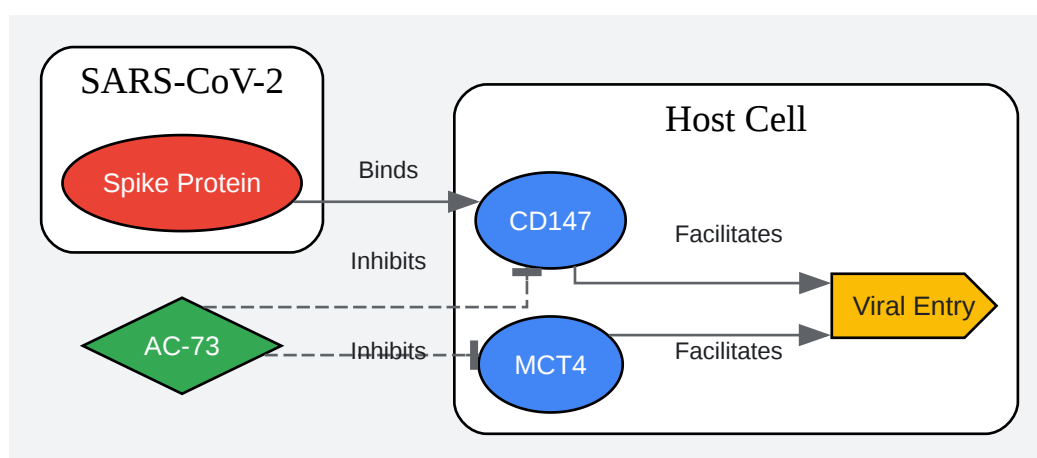 SARS-CoV-2
Spike Protein
Binds
Host Cell
CD147
Facilitates
Inhibits
Viral Entry
AC-73
Inhibits
MCT4
Facilitates